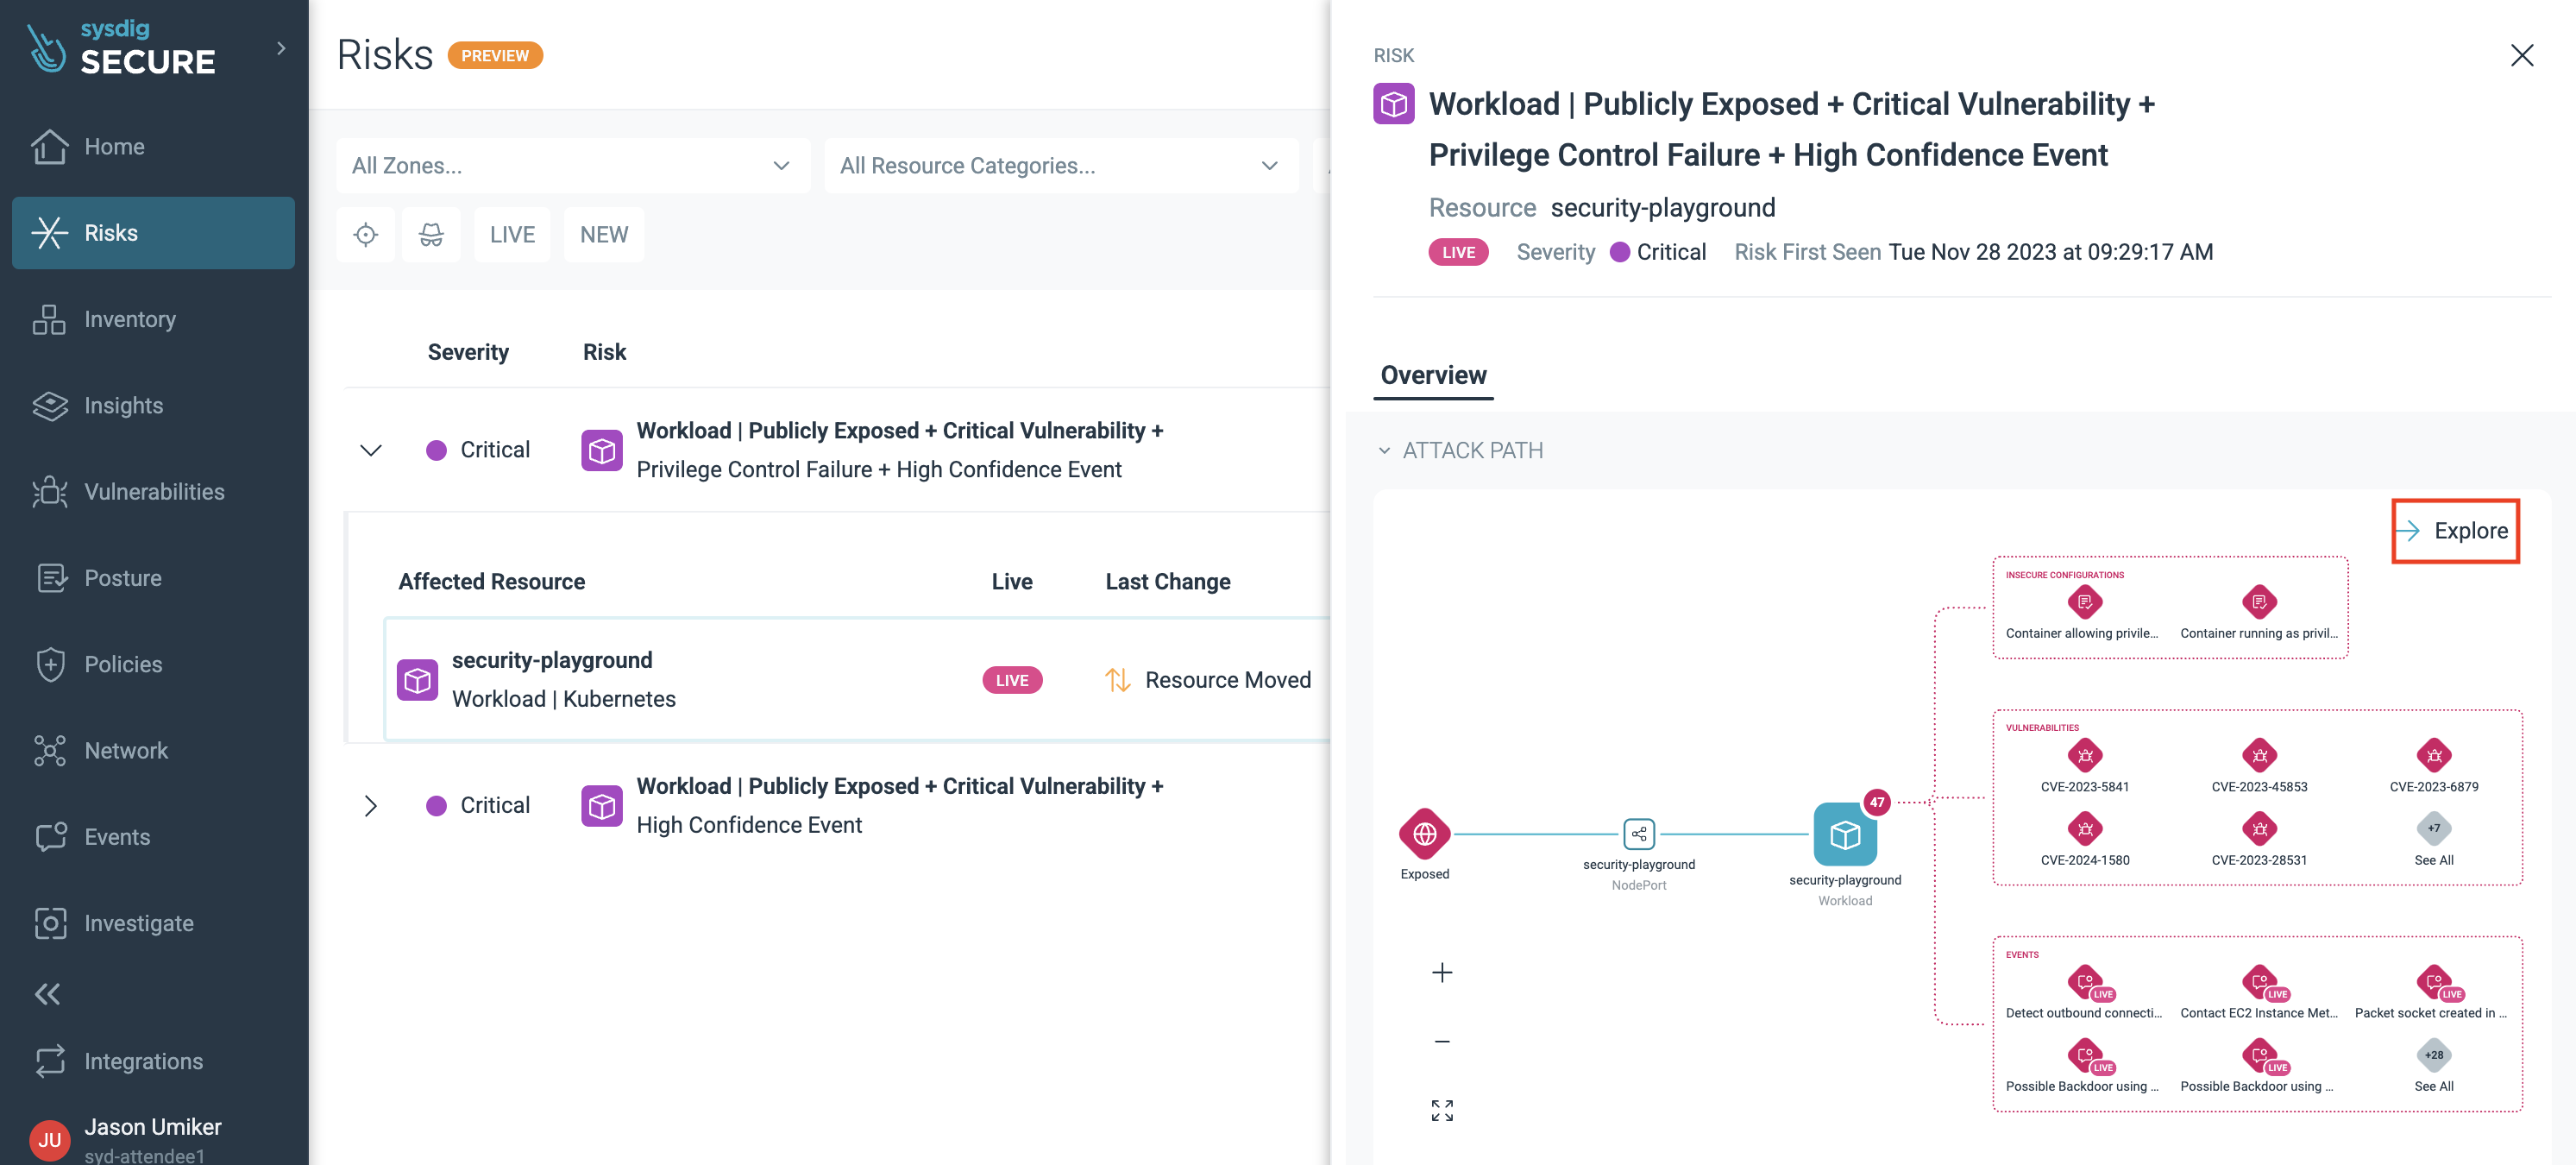 sysdig
SECURE
Home
Risks
Inventory
Insights
Vulnerabilities
Posture
Policies
Network
Events
Investigate
Integrations
JU
Jason Umiker
syd-attendee1
Risks PREVIEW
All Zones...
All Resource Categories...
LIVE
NEW
Severity Risk
Critical
Workload | Publicly Exposed + Critical Vulnerability +
Privilege Control Failure + High Confidence Event
Affected Resource Live Last Change
security-playground
Workload | Kubernetes
LIVE
Resource Moved
Critical
Workload | Publicly Exposed + Critical Vulnerability +
High Confidence Event
RISK
Workload | Publicly Exposed + Critical Vulnerability +
Privilege Control Failure + High Confidence Event
Resource security-playground
LIVE Severity Critical Risk First Seen Tue Nov 28 2023 at 09:29:17 AM
Overview
ATTACK PATH
Explore
Exposed
security-playground
NodePort
47
security-playground
Workload
INSECURE CONFIGURATIONS
Container allowing privile... Container running as privil...
VULNERABILITIES
CVE-2023-5841 CVE-2023-45853 CVE-2023-6879
+7
CVE-2024-1580 CVE-2023-28531 See All
EVENTS
LIVE LIVE LIVE
Detect outbound connecti... Contact EC2 Instance Met... Packet socket created in ...
LIVE LIVE +28
Possible Backdoor using ... Possible Backdoor using ... See All